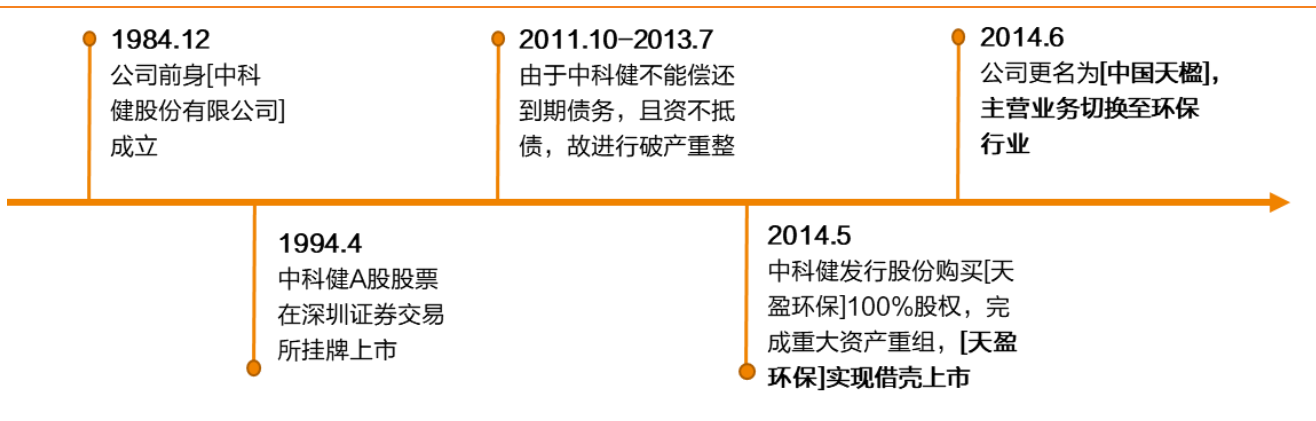 1984.12
公司前身[中科
健股份有限公司]
成立
1994.4
中科健A股股票
在深圳证券交易
所挂牌上市
2011.10-2013.7
由于中科健不能偿还
到期债务，且资不抵
债，故进行破产重整
2014.5
中科健发行股份购买[天
盈环保]100%股权，完
成重大资产重组，[天盈
环保]实现借壳上市
2014.6
公司更名为[中国天楹]，
主营业务切换至环保
行业